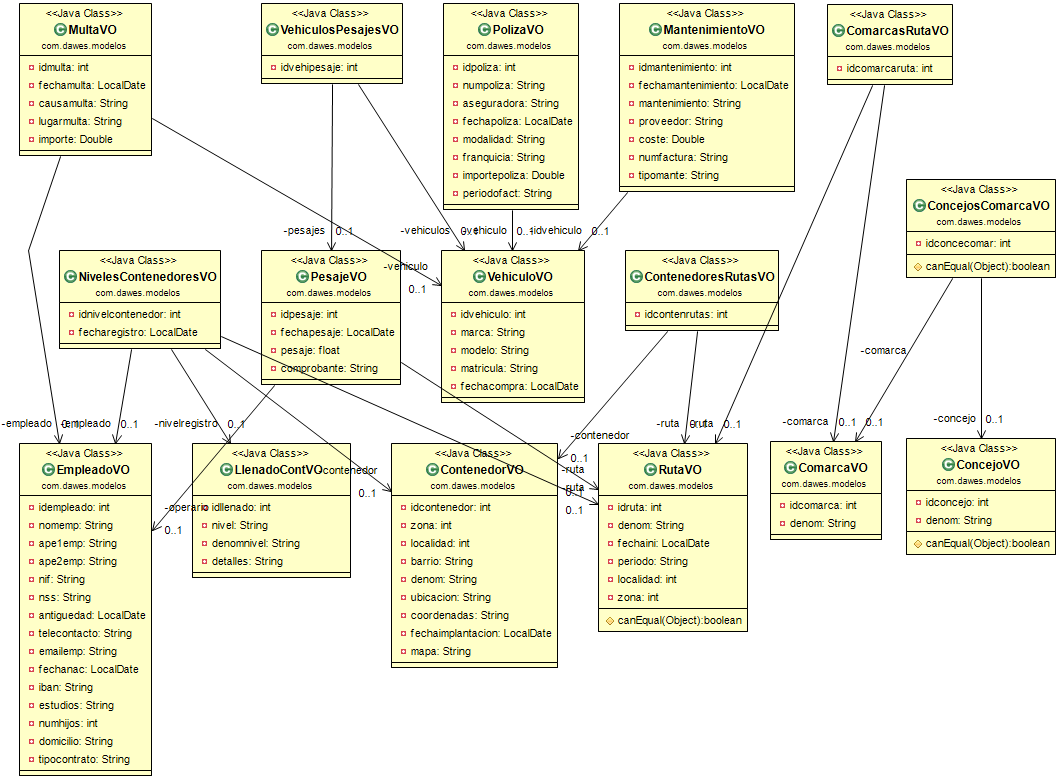 <<Java Class>>
MultaVO
com.dawes.modelos
idmulta: int
fechamulta: LocalDate
causamulta: String
lugarmulta: String
importe: Double
<<Java Class>>
VehiculosPesajesVO
com.dawes.modelos
idvehipesaje: int
<<Java Class>>
PolizaVO
com.dawes.modelos
idpoliza: int
numpoliza: String
aseguradora: String
fechapoliza: LocalDate
modalidad: String
franquicia: String
importepoliza: Double
periodofact: String
<<Java Class>>
MantenimientoVO
com.dawes.modelos
idmantenimiento: int
fechamantenimiento: LocalDate
mantenimiento: String
proveedor: String
coste: Double
numfactura: String
tipomante: String
<<Java Class>>
ComarcasRutaVO
com.dawes.modelos
idcomarcaruta: int
<<Java Class>>
ConcejosComarcaVO
com.dawes.modelos
idconcecomar: int
canEqual(Object):boolean
-pesajes
0..1
-vehiculos
0..1
-vehiculo
0..1
-idvehiculo
0..1
-vehiculo
0..1
<<Java Class>>
NivelesContenedoresVO
com.dawes.modelos
idnivelcontenedor: int
fecharegistro: LocalDate
<<Java Class>>
PesajeVO
com.dawes.modelos
idpesaje: int
fechapesaje: LocalDate
pesaje: float
comprobante: String
<<Java Class>>
VehiculoVO
com.dawes.modelos
idvehiculo: int
marca: String
modelo: String
matricula: String
fechacompra: LocalDate
<<Java Class>>
ContenedoresRutasVO
com.dawes.modelos
idcontenrutas: int
-comarca
0..1
-empleado
0..1
-empleado
0..1
-nivelregistro
0..1
-contenedor
0..1
-contenedor
0..1
-ruta
0..1
-ruta
0..1
-ruta
0..1
-ruta
0..1
-comarca
0..1
-concejo
0..1
-operario
0..1
<<Java Class>>
EmpleadoVO
com.dawes.modelos
idempleado: int
nomemp: String
ape1emp: String
ape2emp: String
nif: String
nss: String
antiguedad: LocalDate
telecontacto: String
emailemp: String
fechanac: LocalDate
iban: String
estudios: String
numhijos: int
domicilio: String
tipocontrato: String
<<Java Class>>
LlenadoContVO
com.dawes.modelos
idllenado: int
nivel: String
denomnivel: String
detalles: String
<<Java Class>>
ContenedorVO
com.dawes.modelos
idcontenedor: int
zona: int
localidad: int
barrio: String
denom: String
ubicacion: String
coordenadas: String
fechaimplantacion: LocalDate
mapa: String
<<Java Class>>
RutaVO
com.dawes.modelos
idruta: int
denom: String
fechaini: LocalDate
periodo: String
localidad: int
zona: int
canEqual(Object):boolean
<<Java Class>>
ComarcaVO
com.dawes.modelos
idcomarca: int
denom: String
<<Java Class>>
ConcejoVO
com.dawes.modelos
idconcejo: int
denom: String
canEqual(Object):boolean